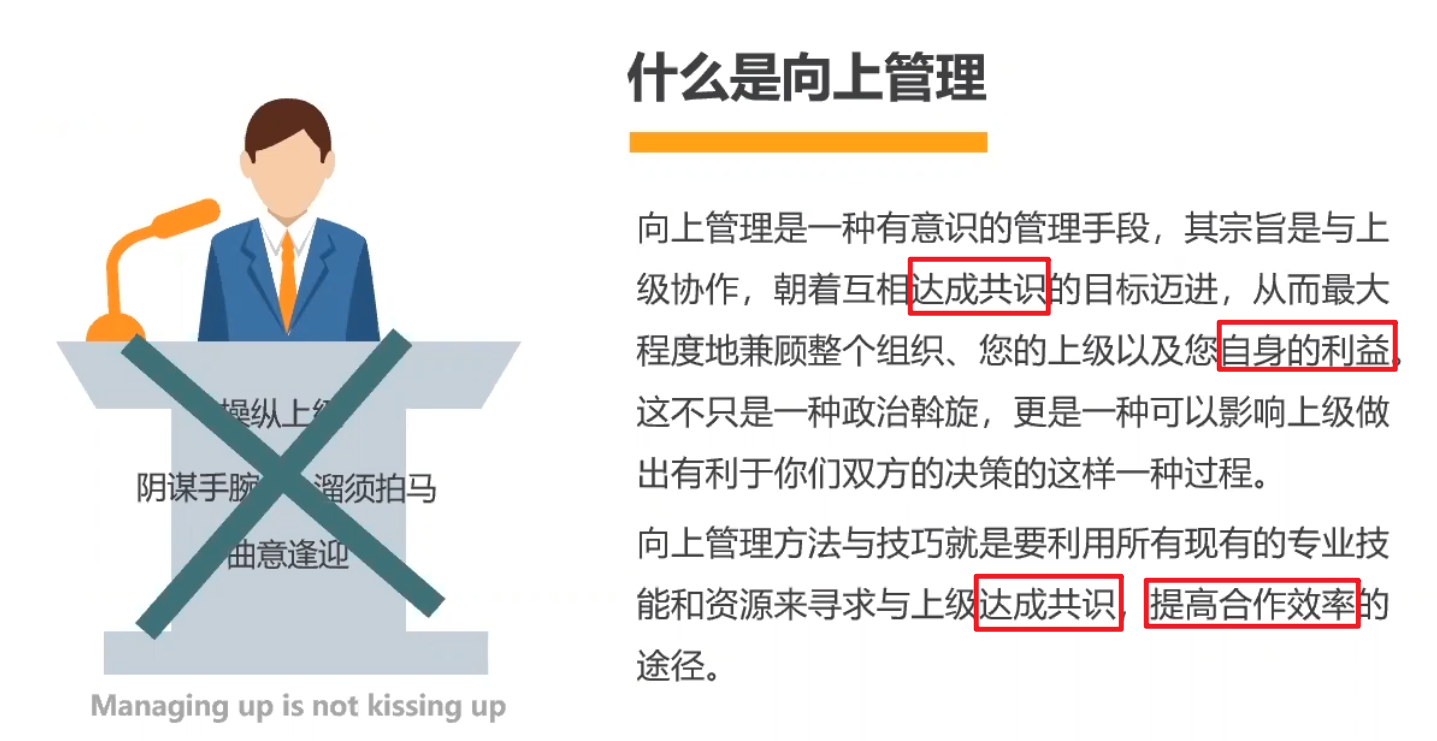 什么是向上管理
向上管理是一种有意识的管理手段，其宗旨是与上
级协作，朝着互相达成共识的目标迈进，从而最大
程度地兼顾整个组织、您的上级以及您自身的利益。
这不只是一种政治斡旋，更是一种可以影响上级做
出有利于你们双方的决策的这样一种过程。
向上管理方法与技巧就是要利用所有现有的专业技
能和资源来寻求与上级达成共识，提高合作效率的
途径。
操纵上级
阴谋手腕 溜须拍马
曲意逢迎
Managing up is not kissing up